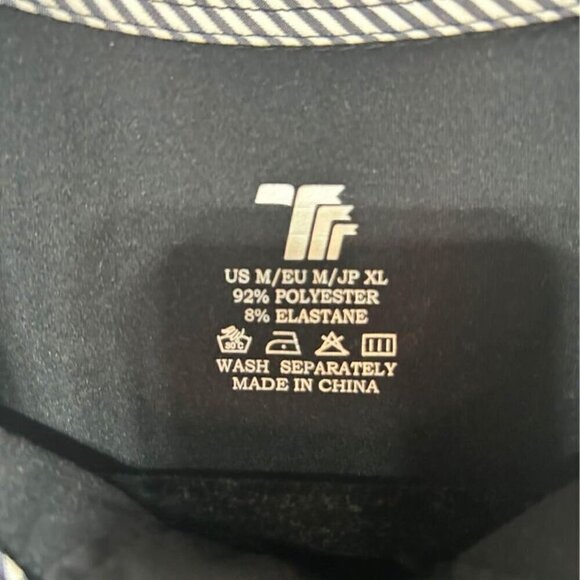 US M/EU M/JP XL
92% POLYESTER
8% ELASTANE
30°C
WASH SEPARATELY
MADE IN CHINA